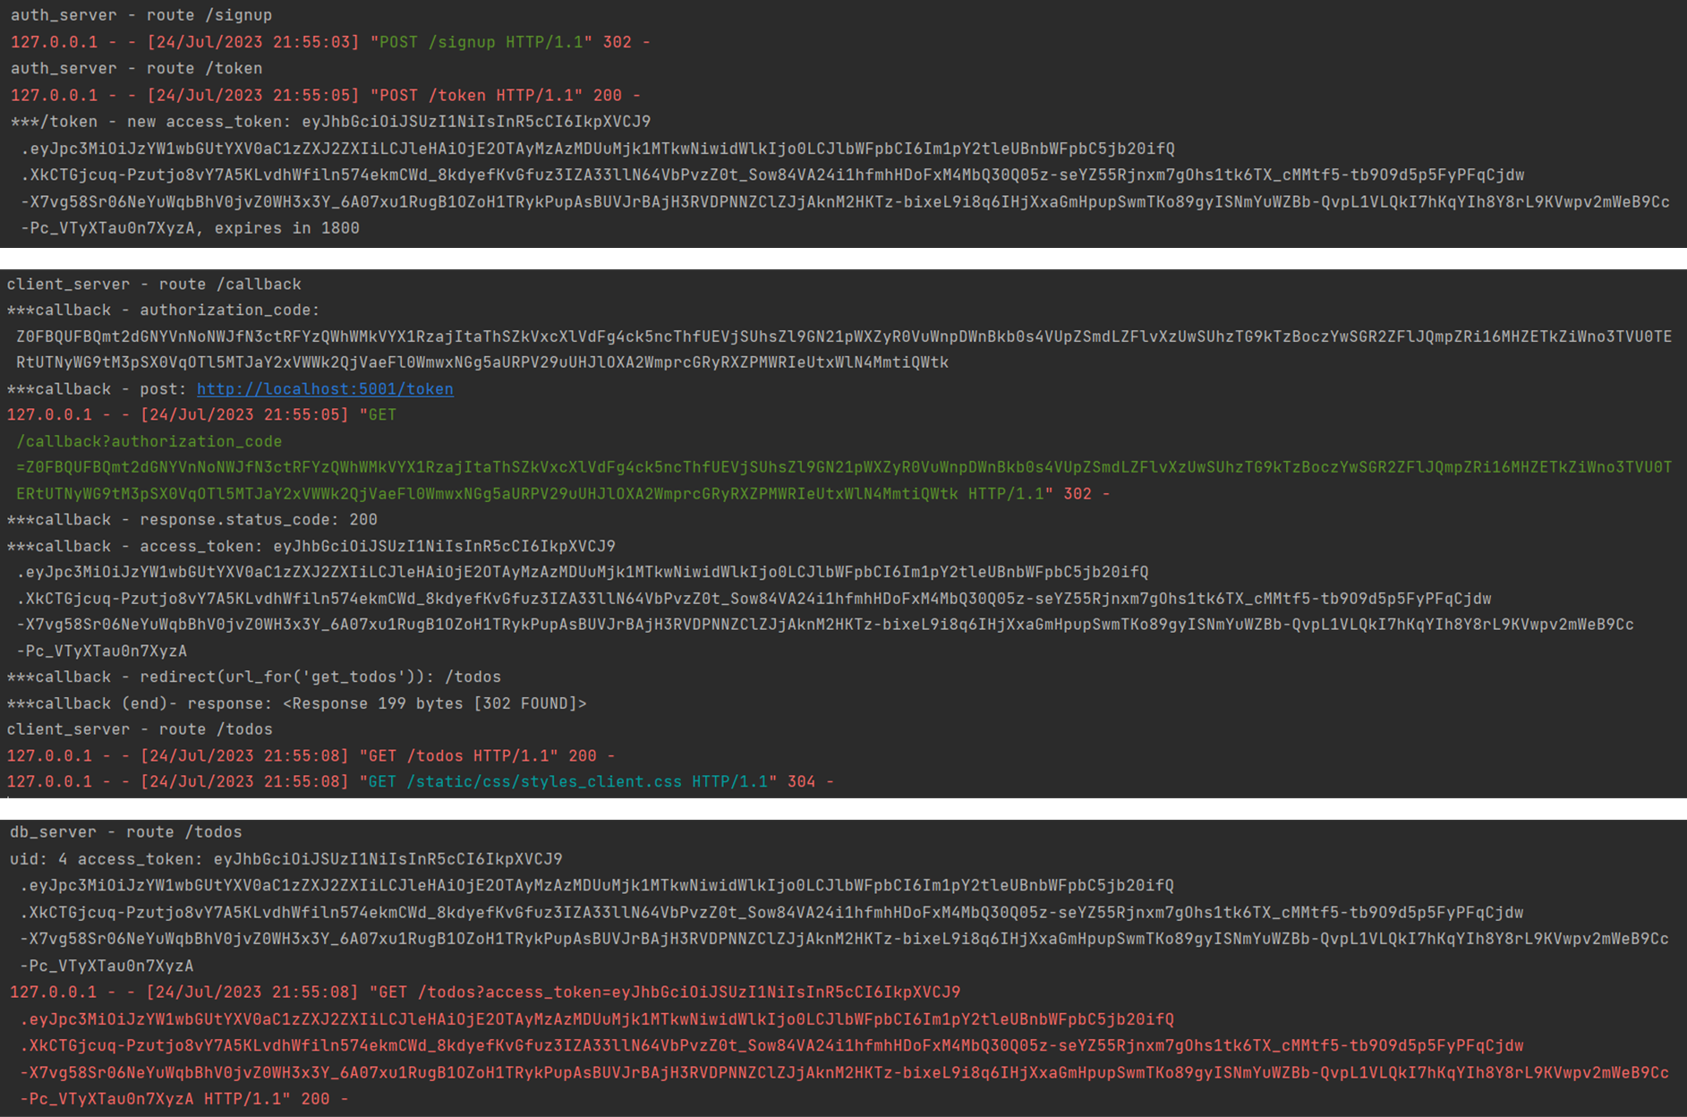 auth_server - route /signup
127.0.0.1 - - [24/Jul/2023 21:55:03] "POST /signup HTTP/1.1" 302 -
auth_server - route /token
127.0.0.1 - - [24/Jul/2023 21:55:05] "POST /token HTTP/1.1" 200 -
***/token - new access_token: eyJhbGciOiJSUzI1NiIsInR5cCI6IkpXVCJ9
.eyJpc3MiOiJzYW1wbGUtYXV0aC1zZXJ2ZXIiLCJleHAiOjE2OTAyMzAzMDUuMjk1MTkwNiwidWlkIjo0LCJlbWFpbCI6Im1pY2tleUBnbWFpbC5jb20ifQ
.XkCTGjcuq-Pzutjo8vY7A5KLvdhWfiln574ekmCWd_8kdyefKvGfuz3IZA33llN64VbPvzZ0t_Sow84VA24i1hfmhHDoFxM4MbQ30Q05z-seYZ55Rjnxm7gOhs1tk6TX_cMMtf5-tb9O9d5p5FyPFqCjdw
-X7vg58Sr06NeYuWqbBhV0jvZ0WH3x3Y_6A07xu1RugB1OZoH1TRykPupAsBUVJrBAjH3RVDPNNZClZJjAknM2HKTz-bixeL9i8q6IHjXxaGmHpupSwmTKo89gyISNmYuWZBb-QvpL1VLQkI7hKqYIh8Y8rL9KVwpv2mWeB9Cc
-Pc_VTyXTau0n7XyzA, expires in 1800
client_server - route /callback
***callback - authorization_code:
Z0FBQUFBQmt2dGNYVnNoNWJfN3ctRFYzQWhWMkVYX1RzajItaThSZkVxcXlVdFg4ck5ncThfUEVjSUhsZl9GN21pWXZyR0VuWnpDWnBkb0s4VUpZSmdLZFlvXzUwSUhzTG9kTzBoczYwSGR2ZFlJQmpZRi16MHZETkZiWno3TVU0TE
RtUTNyWG9tM3pSX0VqOTl5MTJaY2xVWWk2QjVaeFl0WmwxNGg5aURPV29uUHJlOXA2WmprcGRyRXZPMWRIeUtxWlN4MmtiQWtk
***callback - post: http://localhost:5001/token
127.0.0.1 - - [24/Jul/2023 21:55:05] "GET
/callback?authorization_code
=Z0FBQUFBQmt2dGNYVnNoNWJfN3ctRFYzQWhWMkVYX1RzajItaThSZkVxcXlVdFg4ck5ncThfUEVjSUhsZl9GN21pWXZyR0VuWnpDWnBkb0s4VUpZSmdLZFlvXzUwSUhzTG9kTzBoczYwSGR2ZFlJQmpZRi16MHZETkZiWno3TVU0T
ERtUTNyWG9tM3pSX0VqOTl5MTJaY2xVWWk2QjVaeFl0WmwxNGg5aURPV29uUHJlOXA2WmprcGRyRXZPMWRIeUtxWlN4MmtiQWtk HTTP/1.1" 302 -
***callback - response.status_code: 200
***callback - access_token: eyJhbGciOiJSUzI1NiIsInR5cCI6IkpXVCJ9
.eyJpc3MiOiJzYW1wbGUtYXV0aC1zZXJ2ZXIiLCJleHAiOjE2OTAyMzAzMDUuMjk1MTkwNiwidWlkIjo0LCJlbWFpbCI6Im1pY2tleUBnbWFpbC5jb20ifQ
.XkCTGjcuq-Pzutjo8vY7A5KLvdhWfiln574ekmCWd_8kdyefKvGfuz3IZA33llN64VbPvzZ0t_Sow84VA24i1hfmhHDoFxM4MbQ30Q05z-seYZ55Rjnxm7gOhs1tk6TX_cMMtf5-tb9O9d5p5FyPFqCjdw
-X7vg58Sr06NeYuWqbBhV0jvZ0WH3x3Y_6A07xu1RugB1OZoH1TRykPupAsBUVJrBAjH3RVDPNNZClZJjAknM2HKTz-bixeL9i8q6IHjXxaGmHpupSwmTKo89gyISNmYuWZBb-QvpL1VLQkI7hKqYIh8Y8rL9KVwpv2mWeB9Cc
-Pc_VTyXTau0n7XyzA
***callback - redirect(url_for('get_todos')): /todos
***callback (end)- response: <Response 199 bytes [302 FOUND]>
client_server - route /todos
127.0.0.1 - - [24/Jul/2023 21:55:08] "GET /todos HTTP/1.1" 200 -
127.0.0.1 - - [24/Jul/2023 21:55:08] "GET /static/css/styles_client.css HTTP/1.1" 304 -
db_server - route /todos
uid: 4 access_token: eyJhbGciOiJSUzI1NiIsInR5cCI6IkpXVCJ9
.eyJpc3MiOiJzYW1wbGUtYXV0aC1zZXJ2ZXIiLCJleHAiOjE2OTAyMzAzMDUuMjk1MTkwNiwidWlkIjo0LCJlbWFpbCI6Im1pY2tleUBnbWFpbC5jb20ifQ
.XkCTGjcuq-Pzutjo8vY7A5KLvdhWfiln574ekmCWd_8kdyefKvGfuz3IZA33llN64VbPvzZ0t_Sow84VA24i1hfmhHDoFxM4MbQ30Q05z-seYZ55Rjnxm7gOhs1tk6TX_cMMtf5-tb9O9d5p5FyPFqCjdw
-X7vg58Sr06NeYuWqbBhV0jvZ0WH3x3Y_6A07xu1RugB1OZoH1TRykPupAsBUVJrBAjH3RVDPNNZClZJjAknM2HKTz-bixeL9i8q6IHjXxaGmHpupSwmTKo89gyISNmYuWZBb-QvpL1VLQkI7hKqYIh8Y8rL9KVwpv2mWeB9Cc
-Pc_VTyXTau0n7XyzA
127.0.0.1 - - [24/Jul/2023 21:55:08] "GET /todos?access_token=eyJhbGciOiJSUzI1NiIsInR5cCI6IkpXVCJ9
.eyJpc3MiOiJzYW1wbGUtYXV0aC1zZXJ2ZXIiLCJleHAiOjE2OTAyMzAzMDUuMjk1MTkwNiwidWlkIjo0LCJlbWFpbCI6Im1pY2tleUBnbWFpbC5jb20ifQ
.XkCTGjcuq-Pzutjo8vY7A5KLvdhWfiln574ekmCWd_8kdyefKvGfuz3IZA33llN64VbPvzZ0t_Sow84VA24i1hfmhHDoFxM4MbQ30Q05z-seYZ55Rjnxm7gOhs1tk6TX_cMMtf5-tb9O9d5p5FyPFqCjdw
-X7vg58Sr06NeYuWqbBhV0jvZ0WH3x3Y_6A07xu1RugB1OZoH1TRykPupAsBUVJrBAjH3RVDPNNZClZJjAknM2HKTz-bixeL9i8q6IHjXxaGmHpupSwmTKo89gyISNmYuWZBb-QvpL1VLQkI7hKqYIh8Y8rL9KVwpv2mWeB9Cc
-Pc_VTyXTau0n7XyzA HTTP/1.1" 200 -